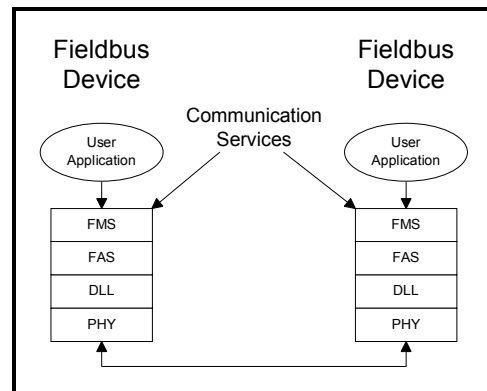 Fieldbus
Device
Fieldbus
Device
Communication
Services
User
Application
User
Application
FMS
FAS
DLL
PHY
FMS
FAS
DLL
PHY